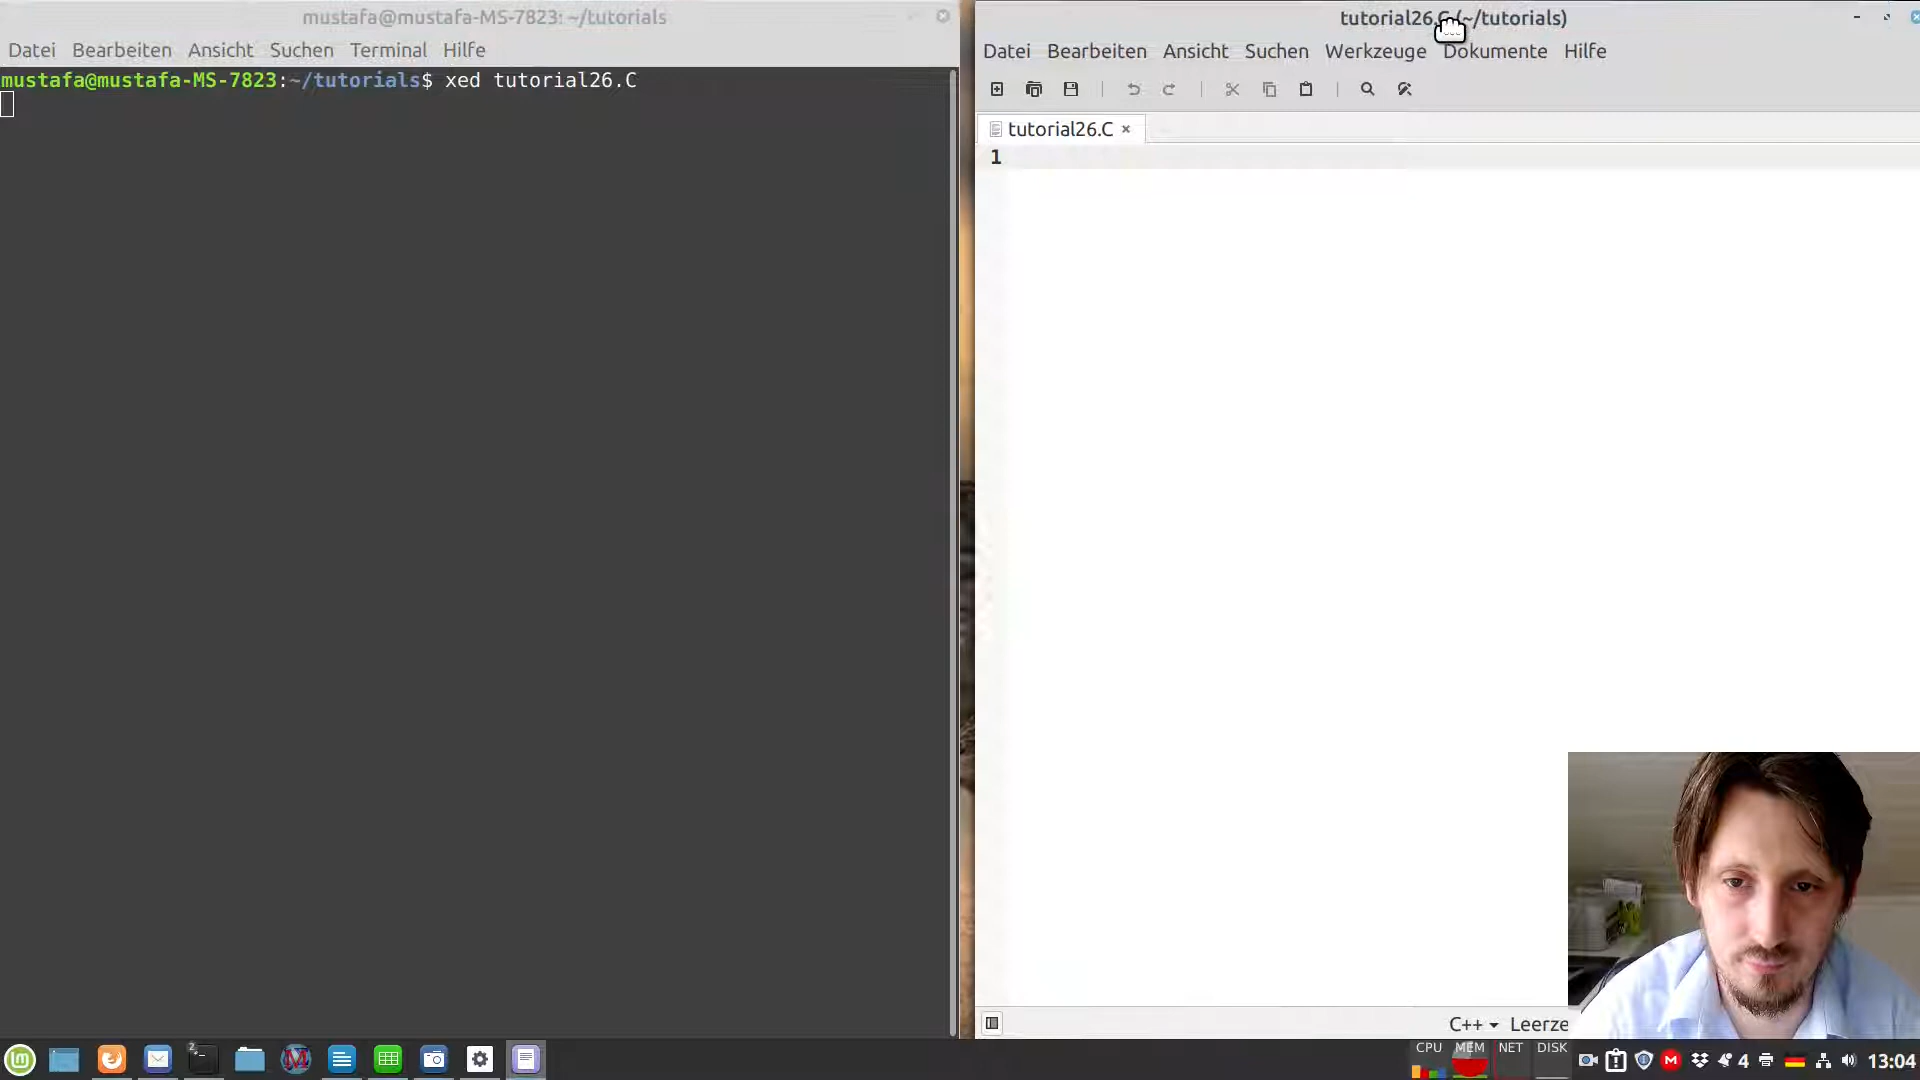 mustafa@mustafa-MS-7823: ~/tutorials
Datei Bearbeiten Ansicht Suchen Terminal Hilfe
mustafa@mustafa-MS-7823:~/tutorials$ xed tutorial26.C
tutorial26.C (~/tutorials)
Datei Bearbeiten Ansicht Suchen Werkzeuge Dokumente Hilfe
tutorial26.C
1
C++ Leerze
2
CPU MEM NET DISK
4 13:04